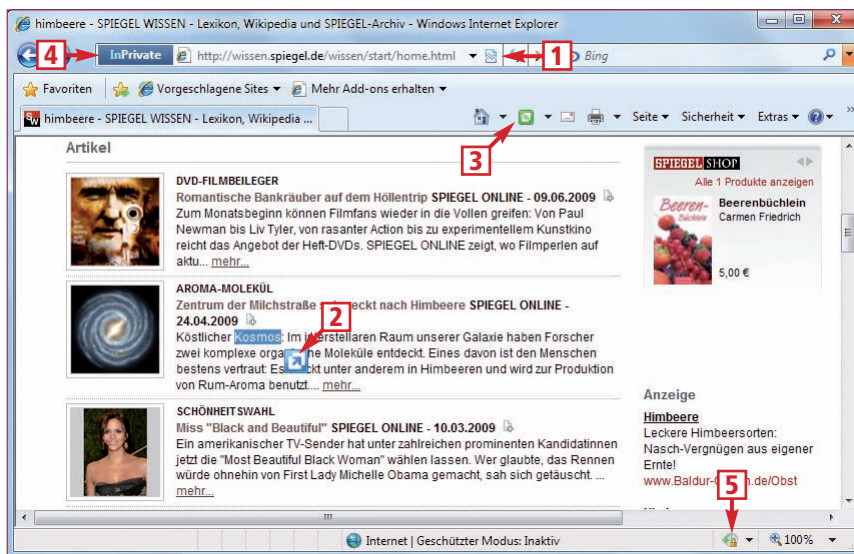 himbeere - SPIEGEL WISSEN - Lexikon, Wikipedia und SPIEGEL-Archiv - Windows Internet Explorer
4
InPrivate
http://wissen.spiegel.de/wissen/start/home.html
1
Bing
Favoriten
Vorgeschlagene Sites
Mehr Add-ons erhalten
SW
himbeere - SPIEGEL WISSEN - Lexikon, Wikipedia ...
3
Seite
Sicherheit
Extras
Artikel
DVD-FILMBEILEGER
Romantische Bankräuber auf dem Höllentrip SPIEGEL ONLINE - 09.06.2009
Zum Monatsbeginn können Filmfans wieder in die Vollen greifen: Von Paul
Newman bis Liv Tyler, von rasanter Action bis zu experimentellem Kunstkino
reicht das Angebot der Heft-DVDs. SPIEGEL ONLINE zeigt, wo Filmperlen auf
aktu... mehr...
AROMA-MOLEKÜL
Zentrum der Milchstraße schmeckt nach Himbeere SPIEGEL ONLINE -
24.04.2009
2
Köstlicher Kosmos: Im interstellaren Raum unserer Galaxie haben Forscher
zwei komplexe organische Moleküle entdeckt. Eines davon ist den Menschen
bestens vertraut: Es steckt unter anderem in Himbeeren und wird zur Produktion
von Rum-Aroma benutzt.... mehr...
SCHÖNHEITSWAHL
Miss "Black and Beautiful" SPIEGEL ONLINE - 10.03.2009
Ein amerikanischer TV-Sender hat unter zahlreichen prominenten Kandidatinnen
jetzt die "Most Beautiful Black Woman" wählen lassen. Wer glaubte, das Rennen
würde ohnehin von First Lady Michelle Obama gemacht, sah sich getäuscht. ...
mehr...
SPIEGEL SHOP
Alle 1 Produkte anzeigen
Beeren-
Büchlein
Beerenbüchlein
Carmen Friedrich
5,00 €
Anzeige
Himbeere
Leckere Himbeersorten:
Nasch-Vergnügen aus eigener
Ernte!
www.Baldur-Garten.de/Obst
5
Internet | Geschützter Modus: Inaktiv
100%